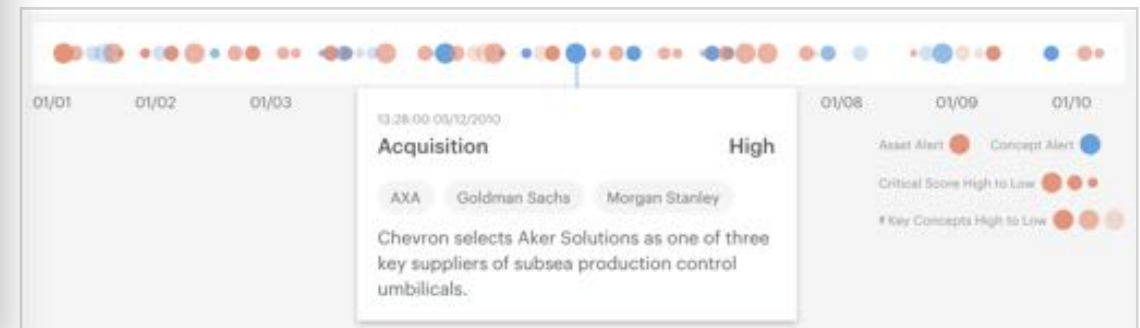 01/01 01/02 01/03 01/08 01/09 01/10
13:28:00 05/12/2010
Acquisition High
AXA Goldman Sachs Morgan Stanley
Chevron selects Aker Solutions as one of three
key suppliers of subsea production control
umbilicals.
Asset Alert Concept Alert
Critical Score High to Low
# Key Concepts High to Low